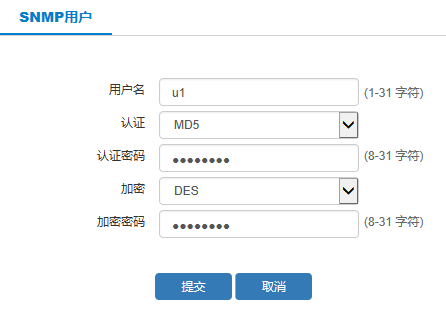 SNMP用户
用户名 u1 (1-31 字符)
认证 MD5
认证密码 ●●●●●●●● (8-31 字符)
加密 DES
加密密码 ●●●●●●●● (8-31 字符)
提交 取消